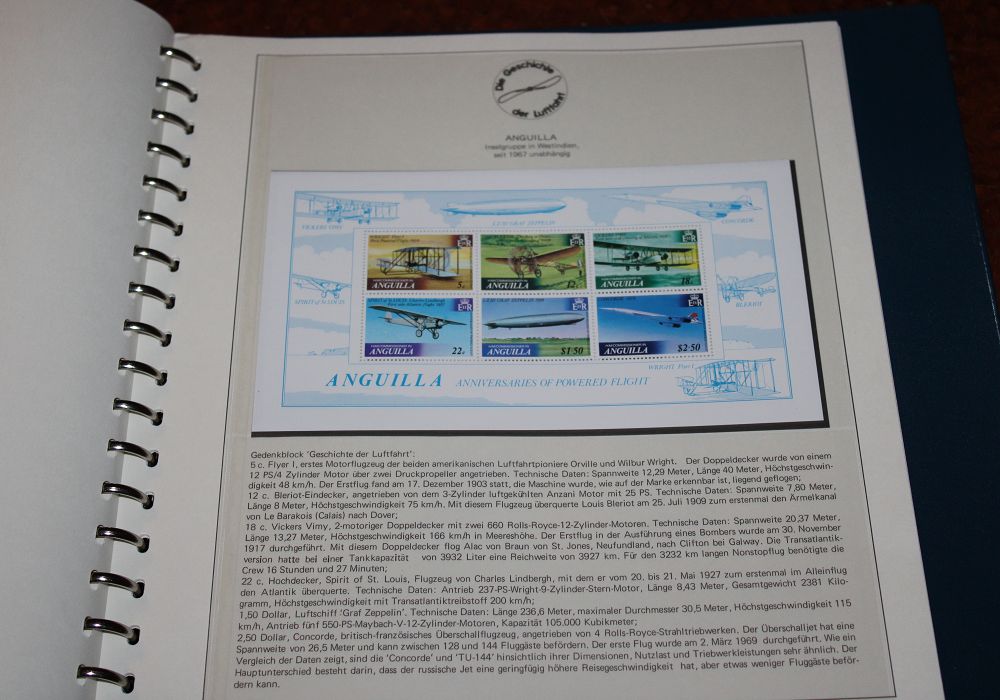 Die Geschichte
der Luftfahrt
ANGUILLA
Inselgruppe in Westindien,
seit 1967 unabhängig
VICKERS VIMY
LZ 127 GRAF ZEPPELIN
CONCORDE
SPIRIT of St LOUIS
BLERIOT
5c
ANGUILLA
12c
ANGUILLA
18c
ANGUILLA
22c
ANGUILLA
$1·50
ANGUILLA
$2·50
ANGUILLA
WRIGHT Flyer I
ANGUILLA ANNIVERSARIES OF POWERED FLIGHT
Gedenkblock 'Geschichte der Luftfahrt':
5 c. Flyer I, erstes Motorflugzeug der beiden amerikanischen Luftfahrtpioniere Orville und Wilbur Wright. Der Doppeldecker wurde von einem
12 PS/4 Zylinder Motor über zwei Druckpropeller angetrieben. Technische Daten: Spannweite 12,29 Meter, Länge 40 Meter, Höchstgeschwin-
digkeit 48 km/h. Der Erstflug fand am 17. Dezember 1903 statt, die Maschine wurde, wie auf der Marke erkennbar ist, liegend geflogen;
12 c. Bleriot-Eindecker, angetrieben von dem 3-Zylinder luftgekühlten Anzani Motor mit 25 PS. Technische Daten: Spannweite 7,80 Meter,
Länge 8 Meter, Höchstgeschwindigkeit 75 km/h. Mit diesem Flugzeug überquerte Louis Bleriot am 25. Juli 1909 zum erstenmal den Ärmelkanal
von Le Barakois (Calais) nach Dover;
18 c. Vickers Vimy, 2-motoriger Doppeldecker mit zwei 660 Rolls-Royce-12-Zylinder-Motoren. Technische Daten: Spannweite 20,37 Meter,
Länge 13,27 Meter, Höchstgeschwindigkeit 166 km/h in Meereshöhe. Der Erstflug in der Ausführung eines Bombers wurde am 30. November
1917 durchgeführt. Mit diesem Doppeldecker flog Alac von Braun von St. Jones, Neufundland, nach Clifton bei Galway. Die Transatlantik-
version hatte bei einer Tankkapazität von 3932 Liter eine Reichweite von 3927 km. Für den 3232 km langen Nonstopflug benötigte die
Crew 16 Stunden und 27 Minuten;
22 c. Hochdecker, Spirit of St. Louis, Flugzeug von Charles Lindbergh, mit dem er vom 20. bis 21. Mai 1927 zum erstenmal im Alleinflug
den Atlantik überquerte. Technische Daten: Antrieb 237-PS-Wright-9-Zylinder-Stern-Motor, Länge 8,43 Meter, Gesamtgewicht 2381 Kilo-
gramm, Höchstgeschwindigkeit mit Transatlantiktreibstoff 200 km/h;
1,50 Dollar, Luftschiff 'Graf Zeppelin'. Technische Daten: Länge 236,6 Meter, maximaler Durchmesser 30,5 Meter, Höchstgeschwindigkeit 115
km/h, Antrieb fünf 550-PS-Maybach-V-12-Zylinder-Motoren, Kapazität 105.000 Kubikmeter;
2,50 Dollar, Concorde, britisch-französisches Überschallflugzeug, angetrieben von 4 Rolls-Royce-Strahltriebwerken. Der Überschalljet hat eine
Spannweite von 26,5 Meter und kann zwischen 128 und 144 Fluggäste befördern. Der erste Flug wurde am 2. März 1969 durchgeführt. Wie ein
Vergleich der Daten zeigt, sind die 'Concorde' und 'TU-144' hinsichtlich ihrer Dimensionen, Nutzlast und Triebwerkleistungen sehr ähnlich. Der
Hauptunterschied besteht darin, dass der russische Jet eine geringfügig höhere Reisegeschwindigkeit hat, aber etwas weniger Fluggäste beför-
dern kann.